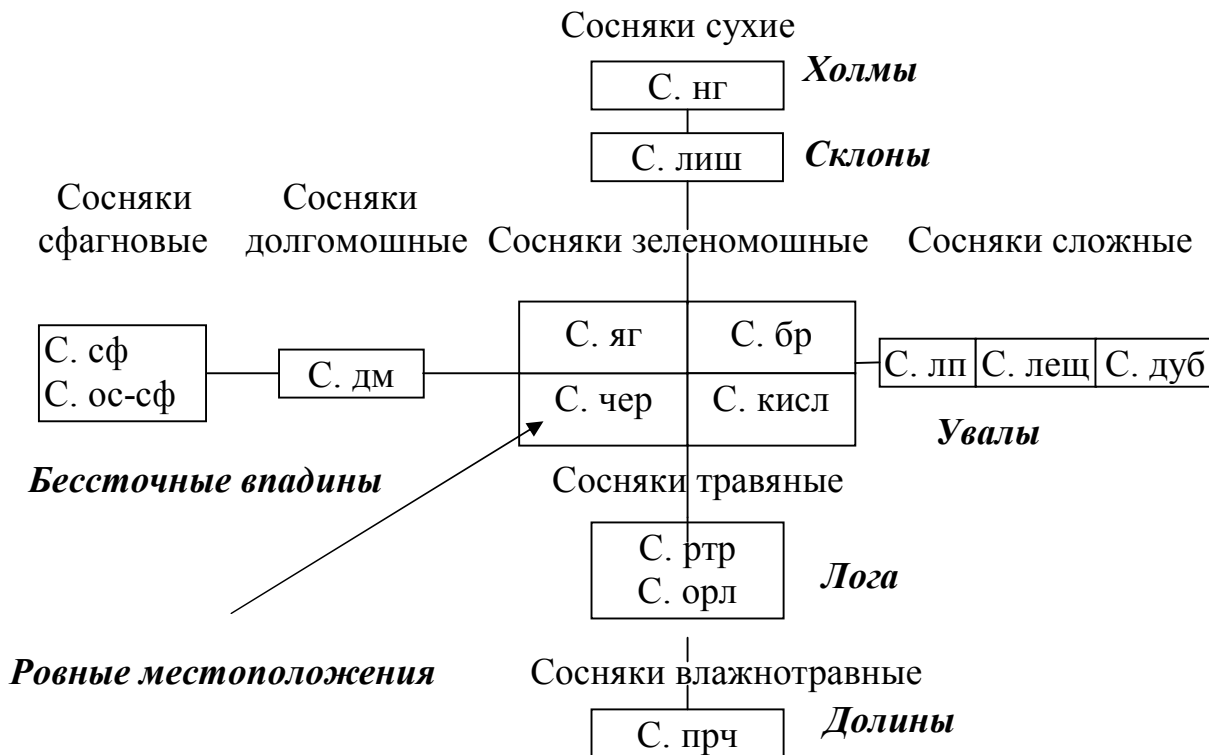 Сосняки сухие
Холмы
С. нг
С. лиш
Склоны
Сосняки сфагновые
Сосняки долгомошные
Сосняки зеленомошные
Сосняки сложные
С. яг
С. бр
С. сф
С. ос-сф
С. дм
С. лп
С. лещ
С. дуб
С. чер
С. кисл
Увалы
Бессточные впадины
Сосняки травяные
С. ртр
С. орл
Лога
Ровные местоположения
Сосняки влажнотравные
Долины
С. прч